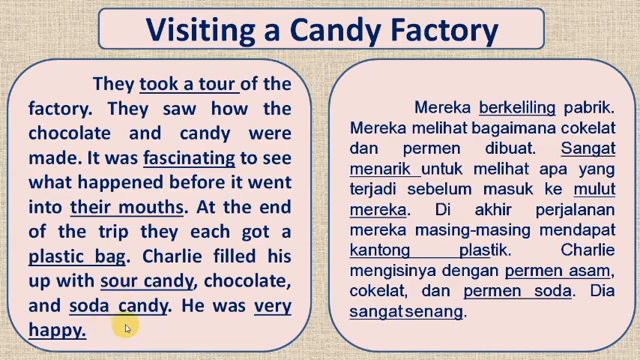 Visiting a Candy Factory
They took a tour of the
factory. They saw how the
chocolate and candy were
made. It was fascinating to see
what happened before it went
into their mouths. At the end
of the trip they each got a
plastic bag. Charlie filled his
up with sour candy, chocolate,
and soda candy. He was very
happy.
Mereka berkeliling pabrik.
Mereka melihat bagaimana cokelat
dan permen dibuat. Sangat
menarik untuk melihat apa yang
terjadi sebelum masuk ke mulut
mereka. Di akhir perjalanan
mereka masing-masing mendapat
kantong plastik. Charlie
mengisinya dengan permen asam,
cokelat, dan permen soda. Dia
sangat senang.